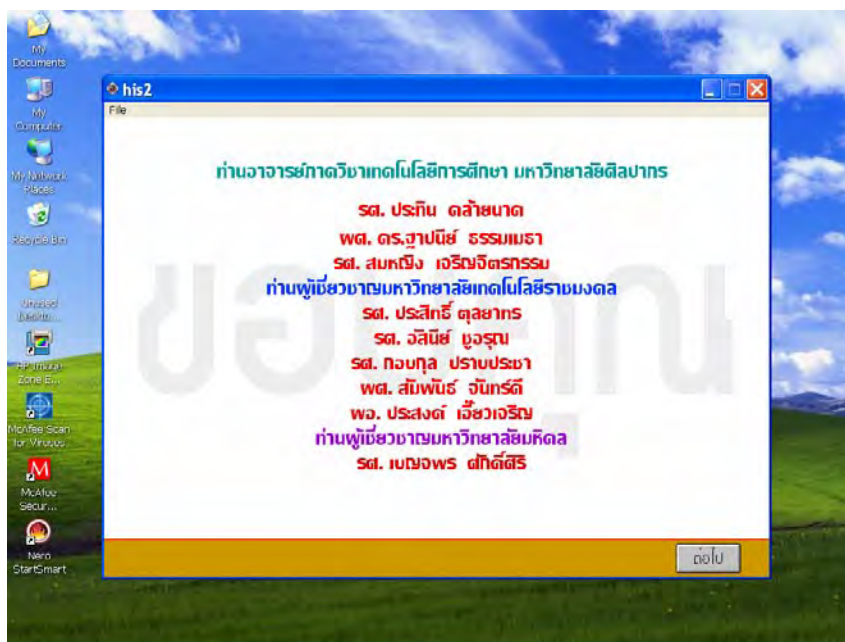 My
Documents
My
Computer
My Network
Places
Recycle Bin
Unused
Desktop...
HP Image
Zone E...
McAfee Scan
for Viruses...
McAfee
Secur...
Nero
StartSmart
his2
File
ท่านอาจารย์ภาควิชาเทคโนโลยีการศึกษา มหาวิทยาลัยศิลปากร
รศ. ประทิน คล้ายนาค
ผศ. ดร.ฐาปนีย์ ธรรมเมธา
รศ. สมหญิง เจริญจิตรกรรม
ท่านผู้เชี่ยวชาญมหาวิทยาลัยเทคโนโลยีราชมงคล
รศ. ประสิทธิ์ ตุลยาทร
รศ. อลินีย์ ชูอรุณ
รศ. กอบกุล ปราบประชา
ผศ. สัมพันธ์ จันทร์ดี
ผอ. ประสงค์ เอี๊ยวเจริญ
ท่านผู้เชี่ยวชาญมหาวิทยาลัยมหิดล
รศ. เบญจพร ศักดิ์ศิริ
ขอบคุณ
ต่อไป